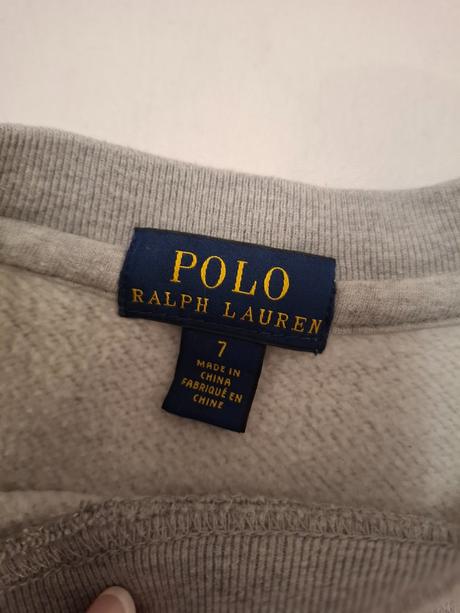 POLO
RALPH LAUREN
7
MADE IN
CHINA
FABRIQUÉ EN
CHINE